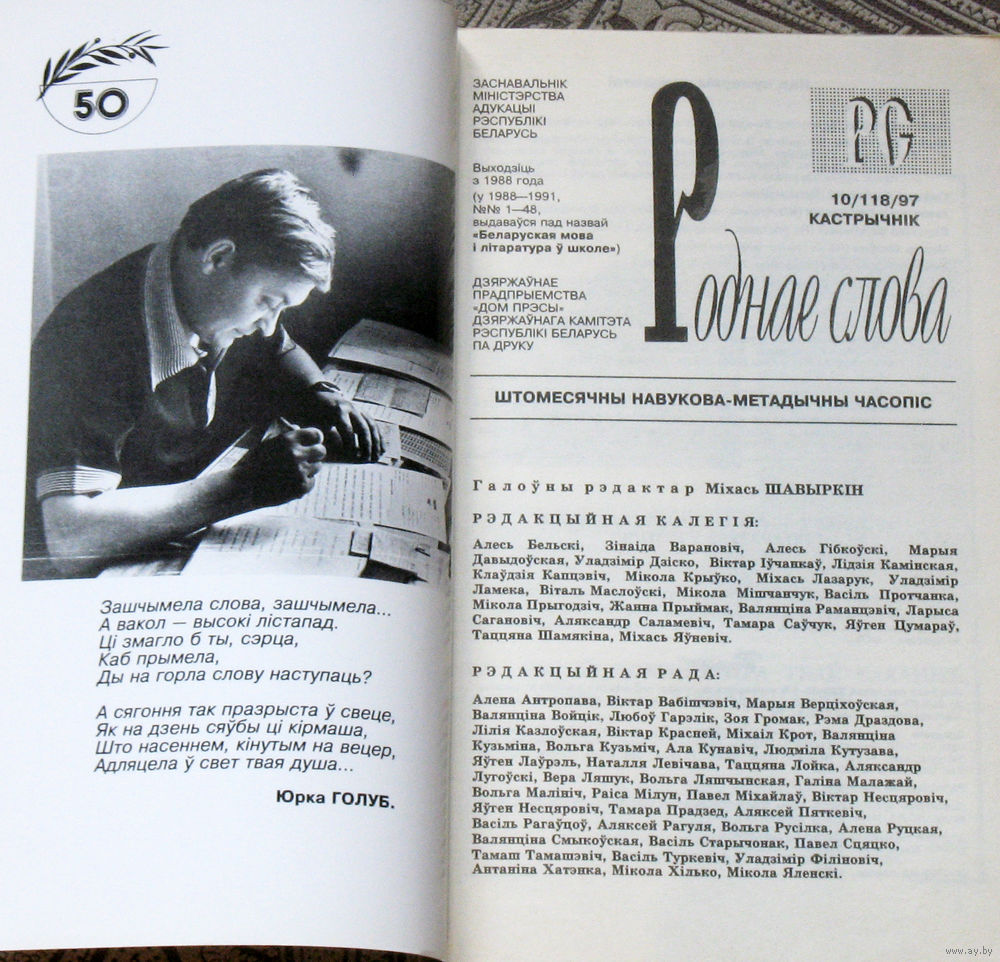 50
Зашчымела слова, зашчымела...
А вакол — высокі лістапад.
Ці змагло б ты, сэрца,
Каб прымела,
Ды на горла слову наступаць?
А сягоння так празрыста ў свеце,
Як на дзень сяўбы ці кірмаша,
Што насеннем, кінутым на вецер,
Адляцела ў свет твая душа...
Юрка ГОЛУБ.
ЗАСНАВАЛЬНІК
МІНІСТЭРСТВА
АДУКАЦЫІ
РЭСПУБЛІКІ
БЕЛАРУСЬ
Выходзіць
з 1988 года
(у 1988—1991,
№№ 1—48,
выдаваўся пад назвай
«Беларуская мова
і літаратура ў школе»)
ДЗЯРЖАЎНАЕ
ПРАДПРЫЕМСТВА
«ДОМ ПРЭСЫ»
ДЗЯРЖАЎНАГА КАМІТЭТА
РЭСПУБЛІКІ БЕЛАРУСЬ
ПА ДРУКУ
РС
10/118/97
КАСТРЫЧНІК
Роднае слова
ШТОМЕСЯЧНЫ НАВУКОВА-МЕТАДЫЧНЫ ЧАСОПІС
Галоўны рэдактар Міхась ШАВЫРКІН
РЭДАКЦЫЙНАЯ КАЛЕГІЯ:
Алесь Бельскі, Зінаіда Варановіч, Алесь Гібкоўскі, Марыя
Давыдоўская, Уладзімір Дзіско, Віктар Іўчанкаў, Лідзія Камінская,
Клаўдзія Капцэвіч, Мікола Крыўко, Міхась Лазарук, Уладзімір
Ламека, Віталь Маслоўскі, Мікола Мішчанчук, Васіль Протчанка,
Мікола Прыгодзіч, Жанна Прыймак, Валянціна Раманцэвіч, Ларыса
Сагановіч, Аляксандр Саламевіч, Тамара Саўчук, Яўген Цумараў,
Таццяна Шамякіна, Міхась Яўневіч.
РЭДАКЦЫЙНАЯ РАДА:
Алена Антропава, Віктар Вабішчэвіч, Марыя Верціхоўская,
Валянціна Войцік, Любоў Гарэлік, Зоя Громак, Рэма Драздова,
Лілія Казлоўская, Віктар Красней, Міхаіл Крот, Валянціна
Кузьміна, Вольга Кузьміч, Ала Кунавіч, Людміла Кутузава,
Яўген Лаўрэль, Наталля Левічава, Таццяна Лойка, Аляксандр
Лугоўскі, Вера Ляшук, Вольга Ляшчынская, Галіна Малажай,
Вольга Малініч, Раіса Мілун, Павел Міхайлаў, Віктар Несцяровіч,
Яўген Несцяровіч, Тамара Прадзед, Аляксей Пяткевіч,
Васіль Рагаўцоў, Аляксей Рагуля, Вольга Русілка, Алена Руцкая,
Валянціна Смыкоўская, Васіль Старычонак, Павел Сцяцко,
Тамаш Тамашэвіч, Васіль Туркевіч, Уладзімір Філіновіч,
Антаніна Хатэнка, Мікола Хілько, Мікола Яленскі.
www.ay.by